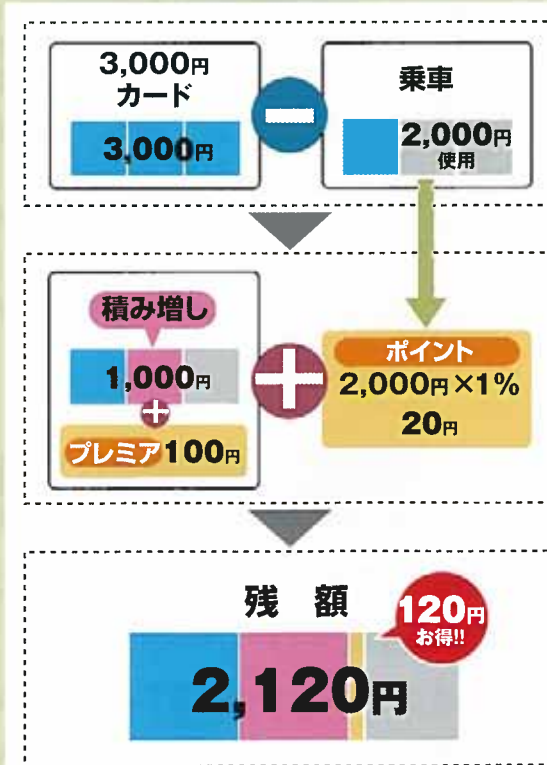 3,000円
カード
3,000円
乗車
2,000円
使用
積み増し
1,000円
プレミア100円
ポイント
2,000円×1%
20円
残 額
120円
お得!!
2,120円